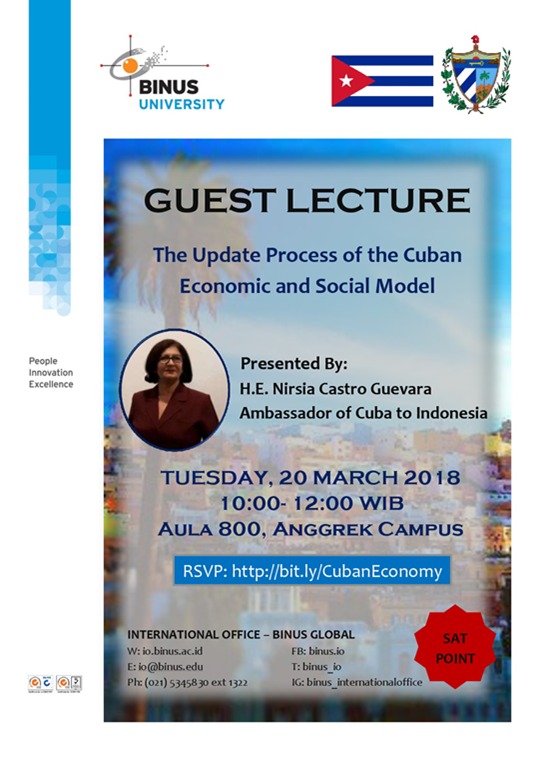 BINUS
UNIVERSITY
GUEST LECTURE
The Update Process of the Cuban
Economic and Social Model
People
Innovation
Excellence
Presented By:
H.E. Nirsia Castro Guevara
Ambassador of Cuba to Indonesia
TUESDAY, 20 MARCH 2018
10:00- 12:00 WIB
AULA 800, ANGGREK CAMPUS
RSVP: http://bit.ly/CubanEconomy
INTERNATIONAL OFFICE – BINUS GLOBAL
W: io.binus.ac.id
E: io@binus.edu
Ph: (021) 5345830 ext 1322
FB: binus.io
T: binus_io
IG: binus_internationaloffice
SAT
POINT